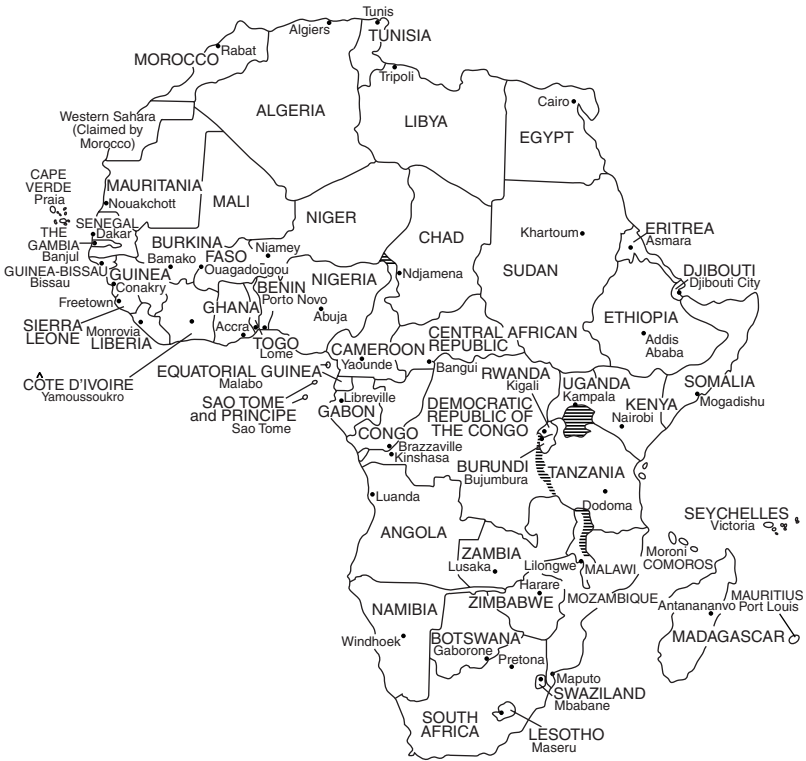 Tunis
TUNISIA
Algiers
Rabat
MOROCCO
Tripoli
ALGERIA
LIBYA
Cairo
EGYPT
Western Sahara
(Claimed by
Morocco)
CAPE
VERDE
Praia
MAURITANIA
Nouakchott
MALI
NIGER
CHAD
Khartoum
SUDAN
ERITREA
Asmara
SENEGAL
Dakar
THE
GAMBIA
Banjul
GUINEA-BISSAU
Bissau
BURKINA
FASO
Bamako
Ouagadougou
Niamey
GUINEA
Conakry
BENIN
Porto Novo
NIGERIA
Abuja
Ndjamena
DJIBOUTI
Djibouti City
Freetown
SIERRA
LEONE
Monrovia
LIBERIA
GHANA
Accra
TOGO
Lome
CÔTE D'IVOIRE
Yamoussoukro
CAMEROON
Yaounde
CENTRAL AFRICAN
REPUBLIC
Bangui
ETHIOPIA
Addis
Ababa
EQUATORIAL GUINEA
Malabo
SAO TOME
and PRINCIPE
Sao Tome
Libreville
GABON
CONGO
Brazzaville
Kinshasa
DEMOCRATIC
REPUBLIC OF
THE CONGO
RWANDA
Kigali
UGANDA
Kampala
KENYA
Nairobi
SOMALIA
Mogadishu
BURUNDI
Bujumbura
TANZANIA
Dodoma
Luanda
ANGOLA
ZAMBIA
Lusaka
Lilongwe
MALAWI
Moroni
COMOROS
SEYCHELLES
Victoria
Harare
ZIMBABWE
MOZAMBIQUE
Antanananvo
MAURITIUS
Port Louis
MADAGASCAR
NAMIBIA
Windhoek
BOTSWANA
Gaborone
Pretona
Maputo
SWAZILAND
Mbabane
SOUTH
AFRICA
LESOTHO
Maseru